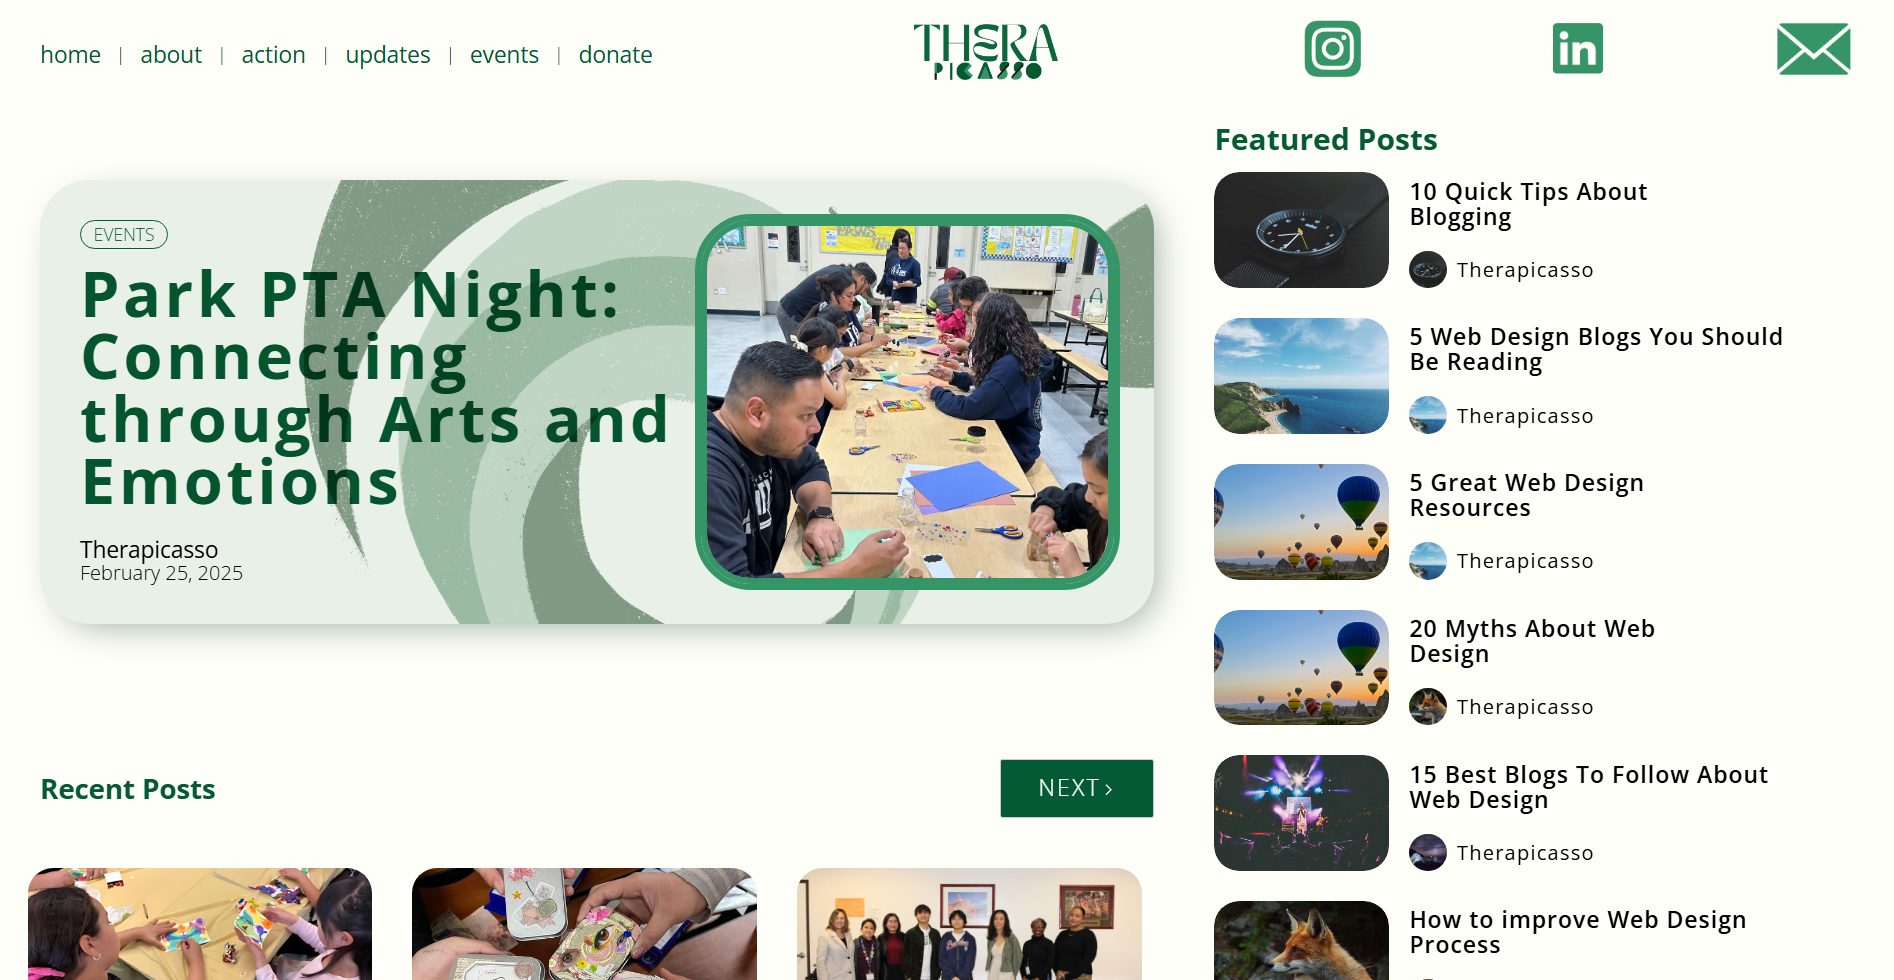 home | about | action | updates | events | donate
THERA
PICASSO
in
EVENTS
Park PTA Night:
Connecting
through Arts and
Emotions
Therapicasso
February 25, 2025
Featured Posts
10 Quick Tips About
Blogging
Therapicasso
5 Web Design Blogs You Should
Be Reading
Therapicasso
5 Great Web Design
Resources
Therapicasso
20 Myths About Web
Design
Therapicasso
15 Best Blogs To Follow About
Web Design
Therapicasso
How to improve Web Design
Process
Recent Posts
NEXT >